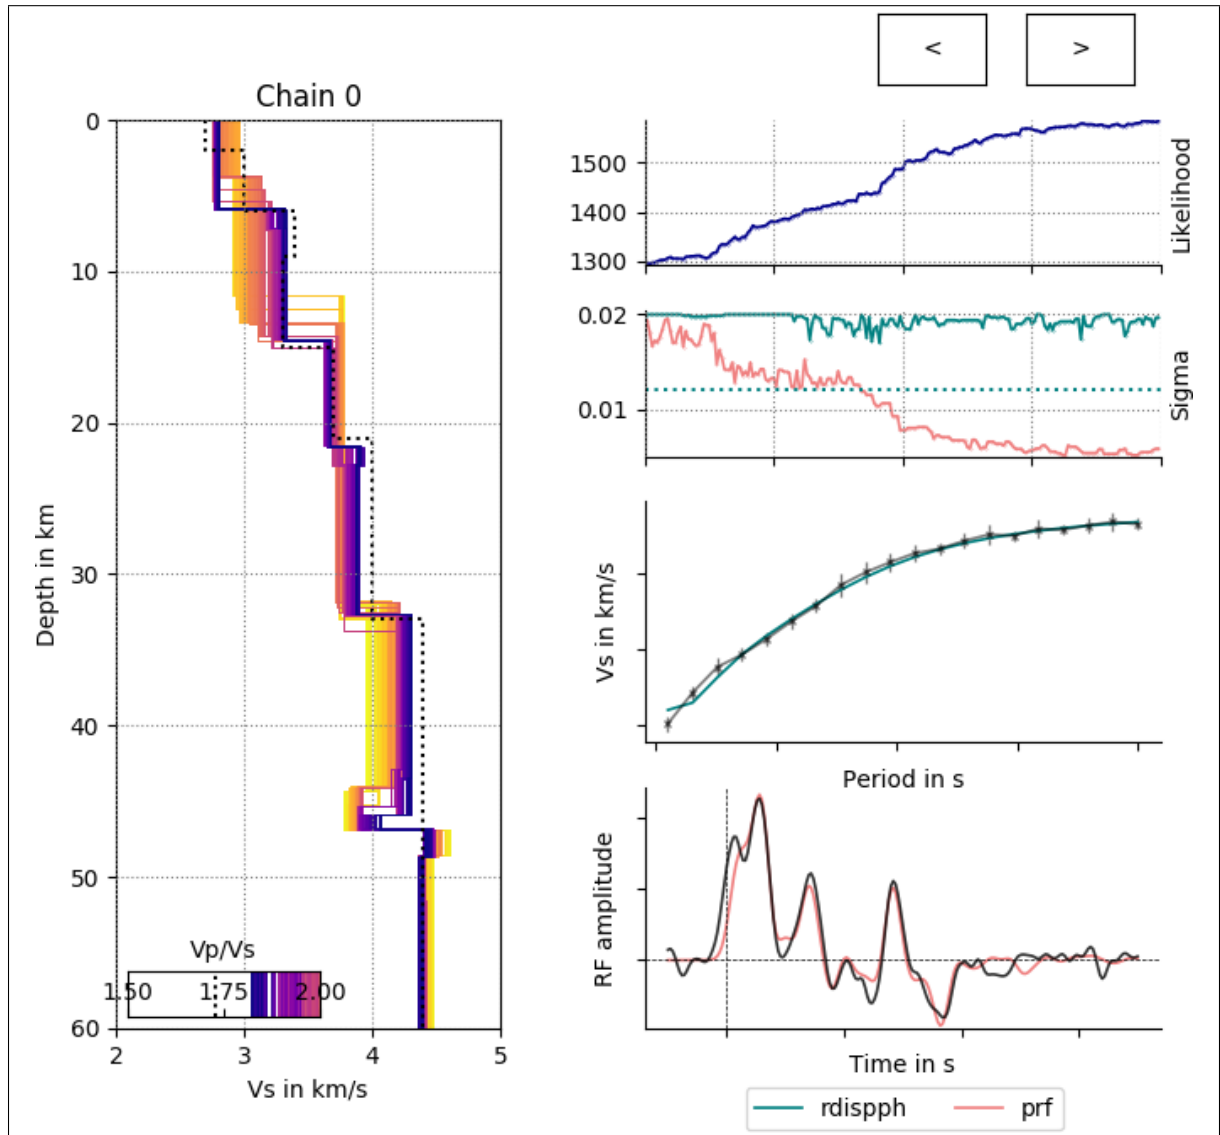 <
>
Chain 0
0
10
20
30
40
50
60
Depth in km
2
3
4
5
Vs in km/s
Vp/Vs
1.50
1.75
2.00
1500
1400
1300
Likelihood
0.02
0.01
Sigma
Vs in km/s
Period in s
RF amplitude
Time in s
rdispph
prf